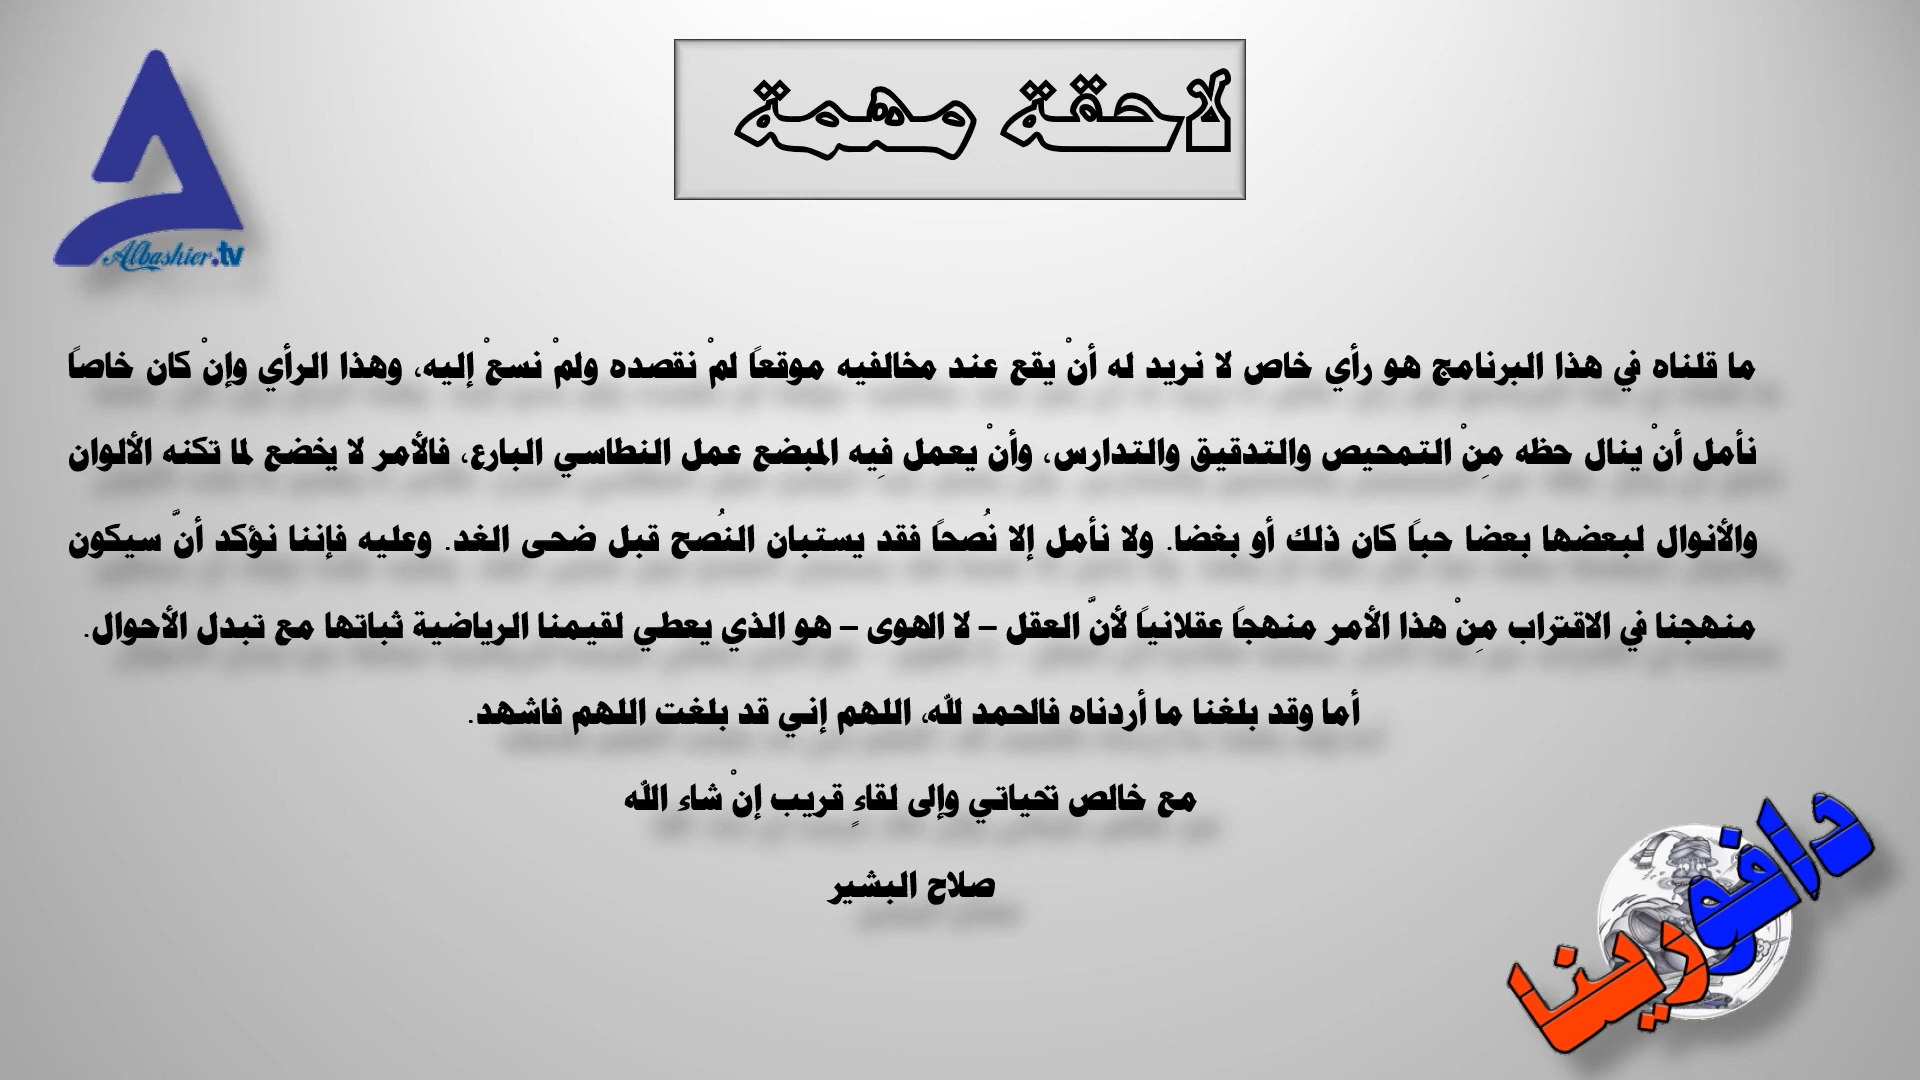 لاحقة مهمة
Albashier.tv
ما قلناه في هذا البرنامج هو رأي خاص لا نريد له أنْ يقع عند مخالفيه موقعاً لمْ نقصده ولمْ نسعْ إليه، وهذا الرأي وإنْ كان خاصاً
نأمل أنْ ينال حظه مِنْ التمحيص والتدقيق والتدارس، وأنْ يعمل فِيه المبضع عمل النطاسي البارع، فالأمر لا يخضع لما تكنه الألوان
والأنوال لبعضها بعضا حباً كان ذلك أو بغضا. ولا نأمل إلا نُصحاً فقد يستبان النُصح قبل ضحى الغد. وعليه فإننا نؤكد أنَّ سيكون
منهجنا في الاقتراب مِنْ هذا الأمر منهجاً عقلانياً لأنَّ العقل – لا الهوى – هو الذي يعطي لقيمنا الرياضية ثباتها مع تبدل الأحوال.
أما وقد بلغنا ما أردناه فالحمد لله، اللهم إني قد بلغت اللهم فاشهد.
مع خالص تحياتي وإلى لقاءٍ قريب إنْ شاء الله
صلاح البشير
دافورينا